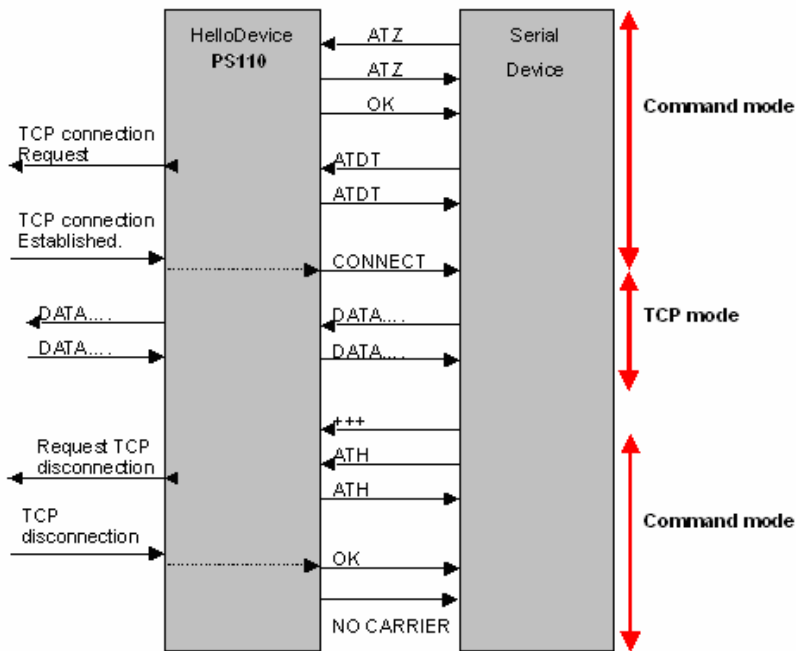 HelloDevice
PS110
Serial
Device
ATZ
ATZ
OK
Command mode
TCP connection
Request
ATDT
ATDT
TCP connection
Established.
CONNECT
DATA....
DATA....
TCP mode
DATA....
DATA....
+++
Request TCP
disconnection
ATH
ATH
TCP
disconnection
Command mode
OK
NO CARRIER